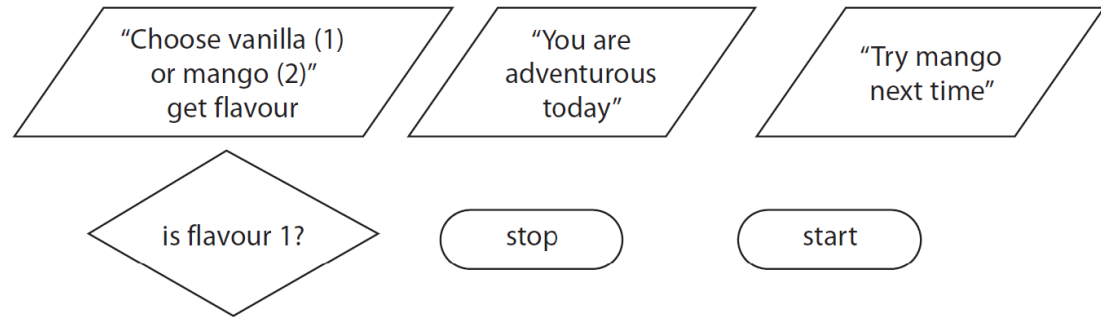 “Choose vanilla (1)
or mango (2)”
get flavour
“You are
adventurous
today”
“Try mango
next time”
is flavour 1?
stop
start